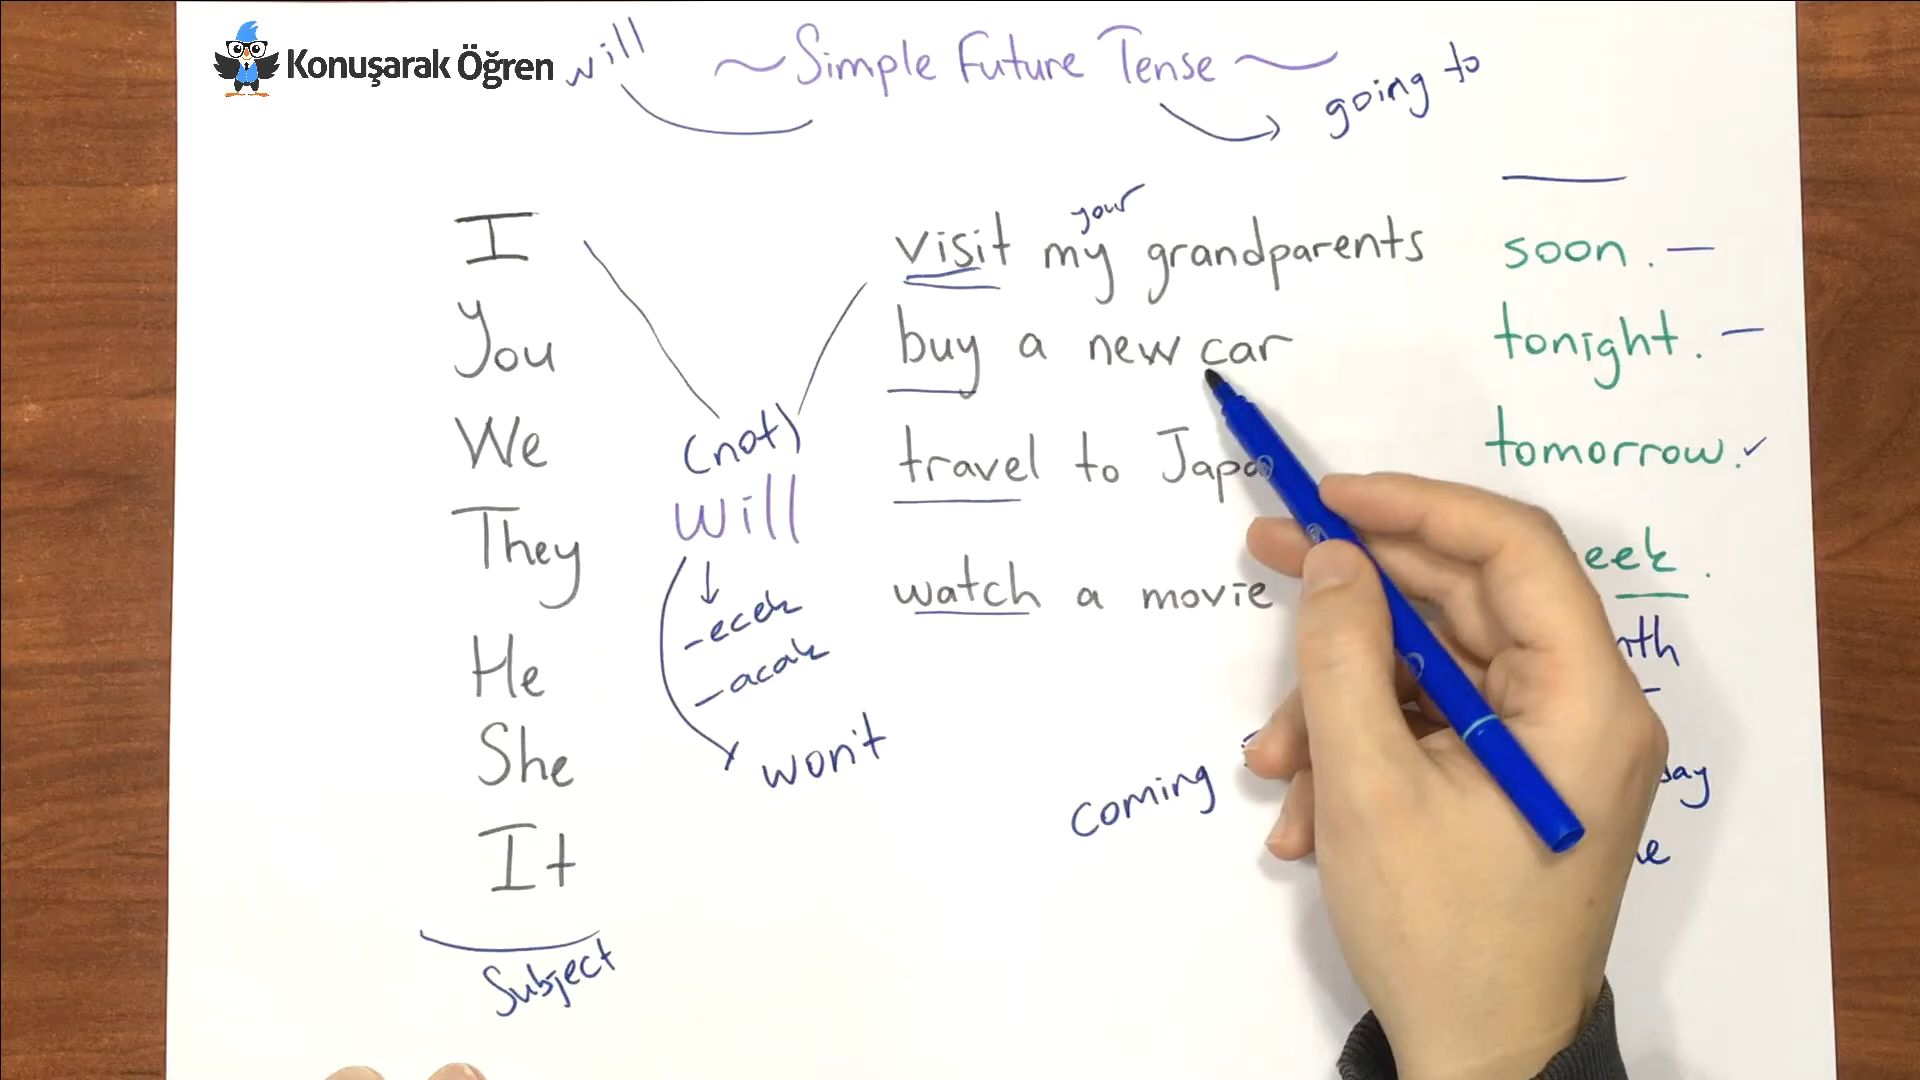 Konuşarak Öğren
will
~Simple Future Tense~
going to
I
You
We
They
He
She
It
Subject
(not)
Will
-ecek
-acak
won't
your
visit my grandparents
buy a new car
travel to
watch a movie
coming
soon.
tonight.
tomorrow.